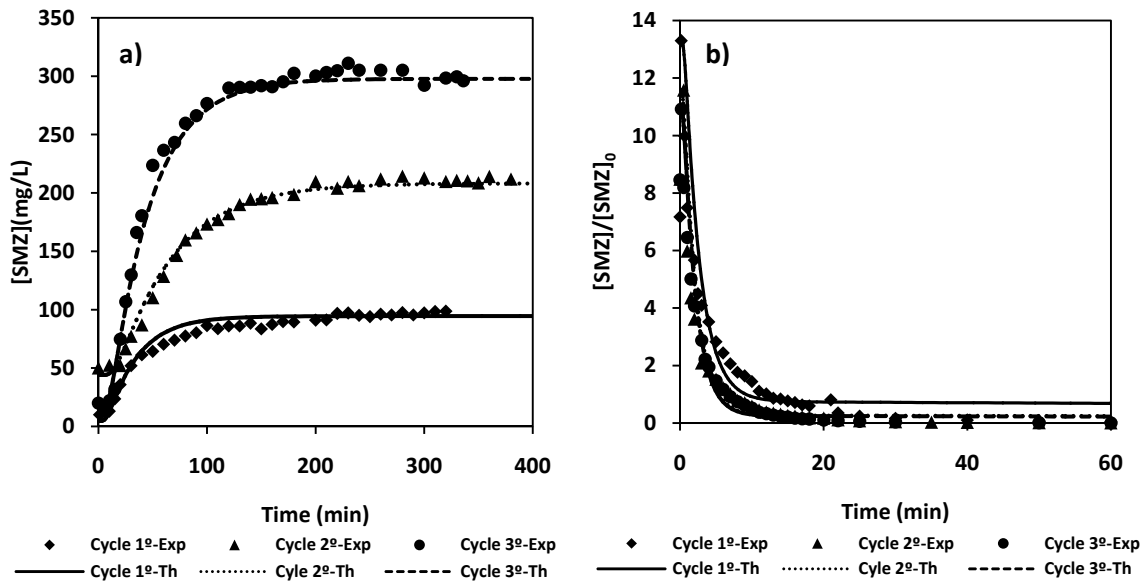 a)
[SMZ](mg/L)
350
300
250
200
150
100
50
0
0 100 200 300 400
Time (min)
Cycle 1º-Exp Cycle 2º-Exp Cycle 3º-Exp
Cycle 1º-Th Cyle 2º-Th Cycle 3º-Th
b)
[SMZ]/[SMZ]0
14
12
10
8
6
4
2
0
0 20 40 60
Time (min)
Cycle 1º-Exp Cycle 2º-Exp Cycle 3º-Exp
Cycle 1º-Th Cycle 2º-Th Cycle 3º-Th